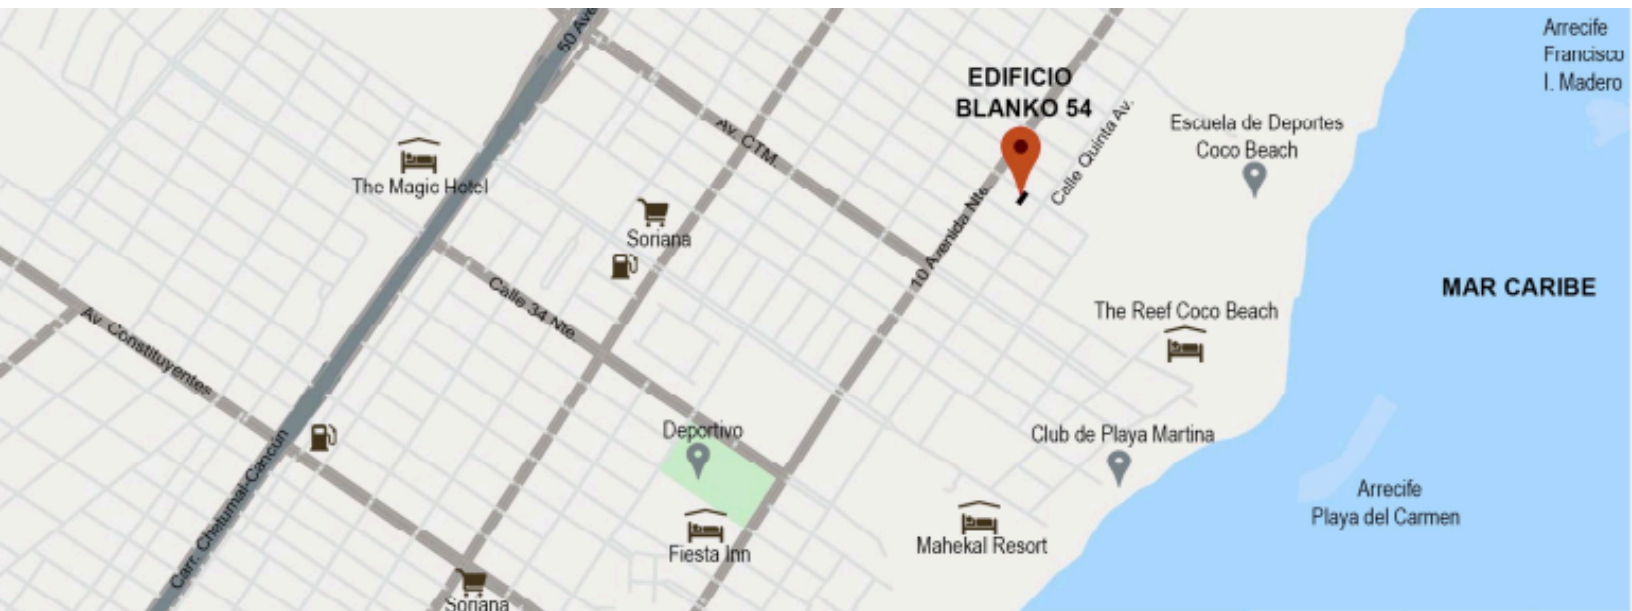 50 Ave
Arrecife
Francisco
I. Madero
EDIFICIO
BLANKO 54
Calle Quinta Av.
Escuela de Deportes
Coco Beach
Av. CTM.
The Magic Hotel
Soriana
10 Avenida Nte.
MAR CARIBE
Calle 34 Nte.
The Reef Coco Beach
Av. Constituyentes
Deportivo
Club de Playa Martina
Carr. Chetumal-Cancún
Arrecife
Playa del Carmen
Fiesta Inn
Mahekal Resort
Soriana